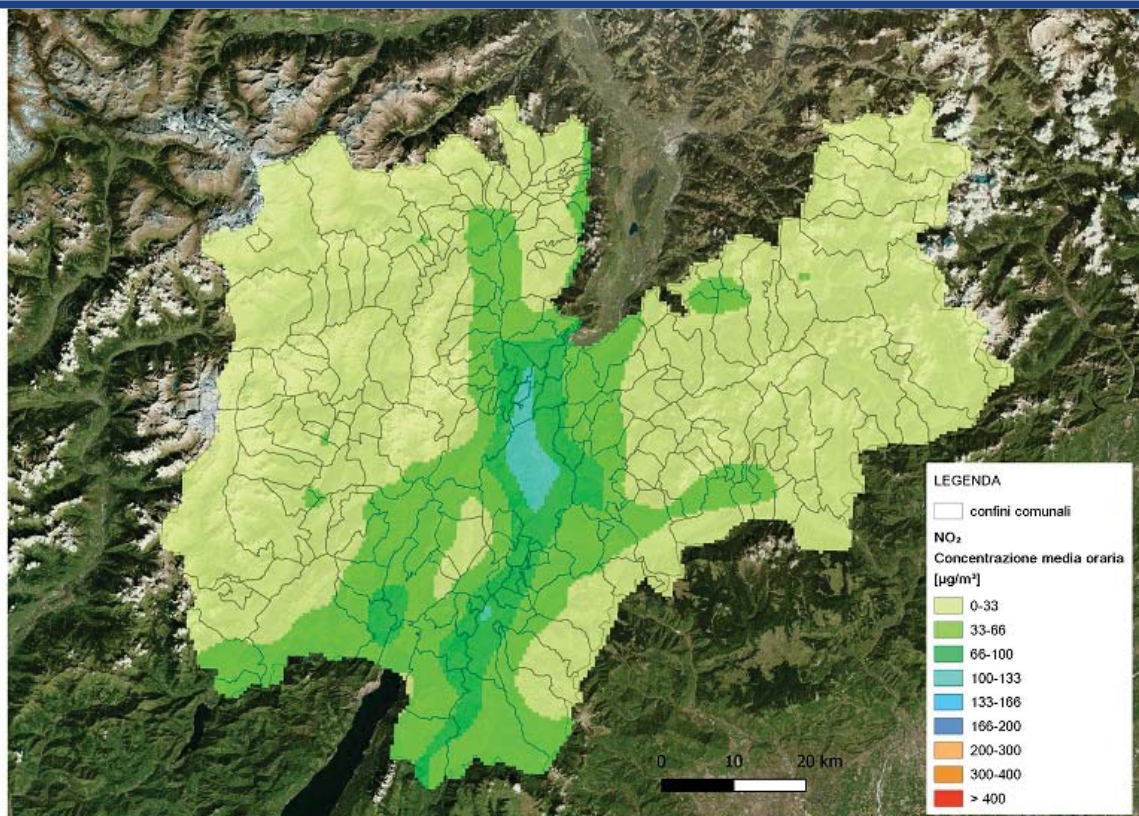 LEGENDA
confini comunali
NO₂
Concentrazione media oraria
[µg/m³]
0-33
33-66
66-100
100-133
133-166
166-200
200-300
300-400
> 400
0 10 20 km